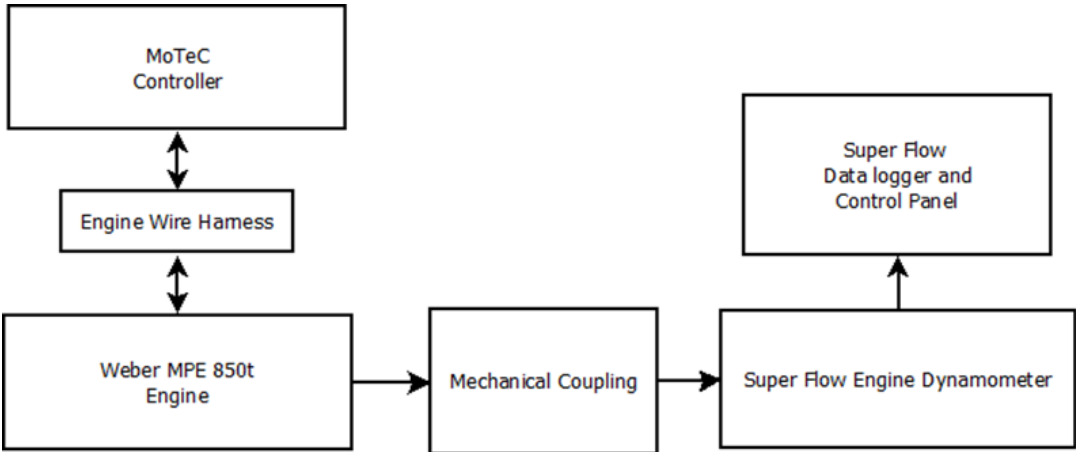 MoTeC
Controller
Engine Wire Harness
Weber MPE 850t
Engine
Mechanical Coupling
Super Flow Engine Dynamometer
Super Flow
Data logger and
Control Panel